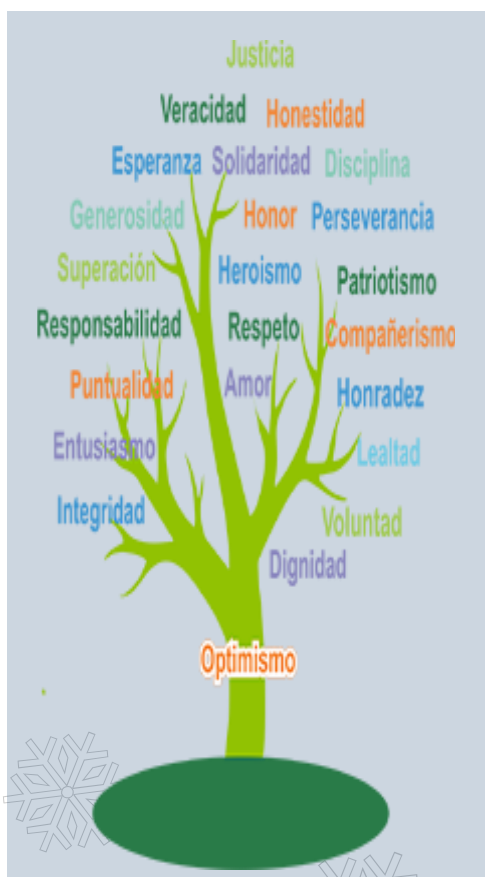 Justicia
Veracidad Honestidad
Esperanza Solidaridad Disciplina
Generosidad Honor Perseverancia
Superación Heroismo Patriotismo
Responsabilidad Respeto Compañerismo
Puntualidad Amor Honradez
Entusiasmo Lealtad
Integridad Voluntad
Dignidad
Optimismo